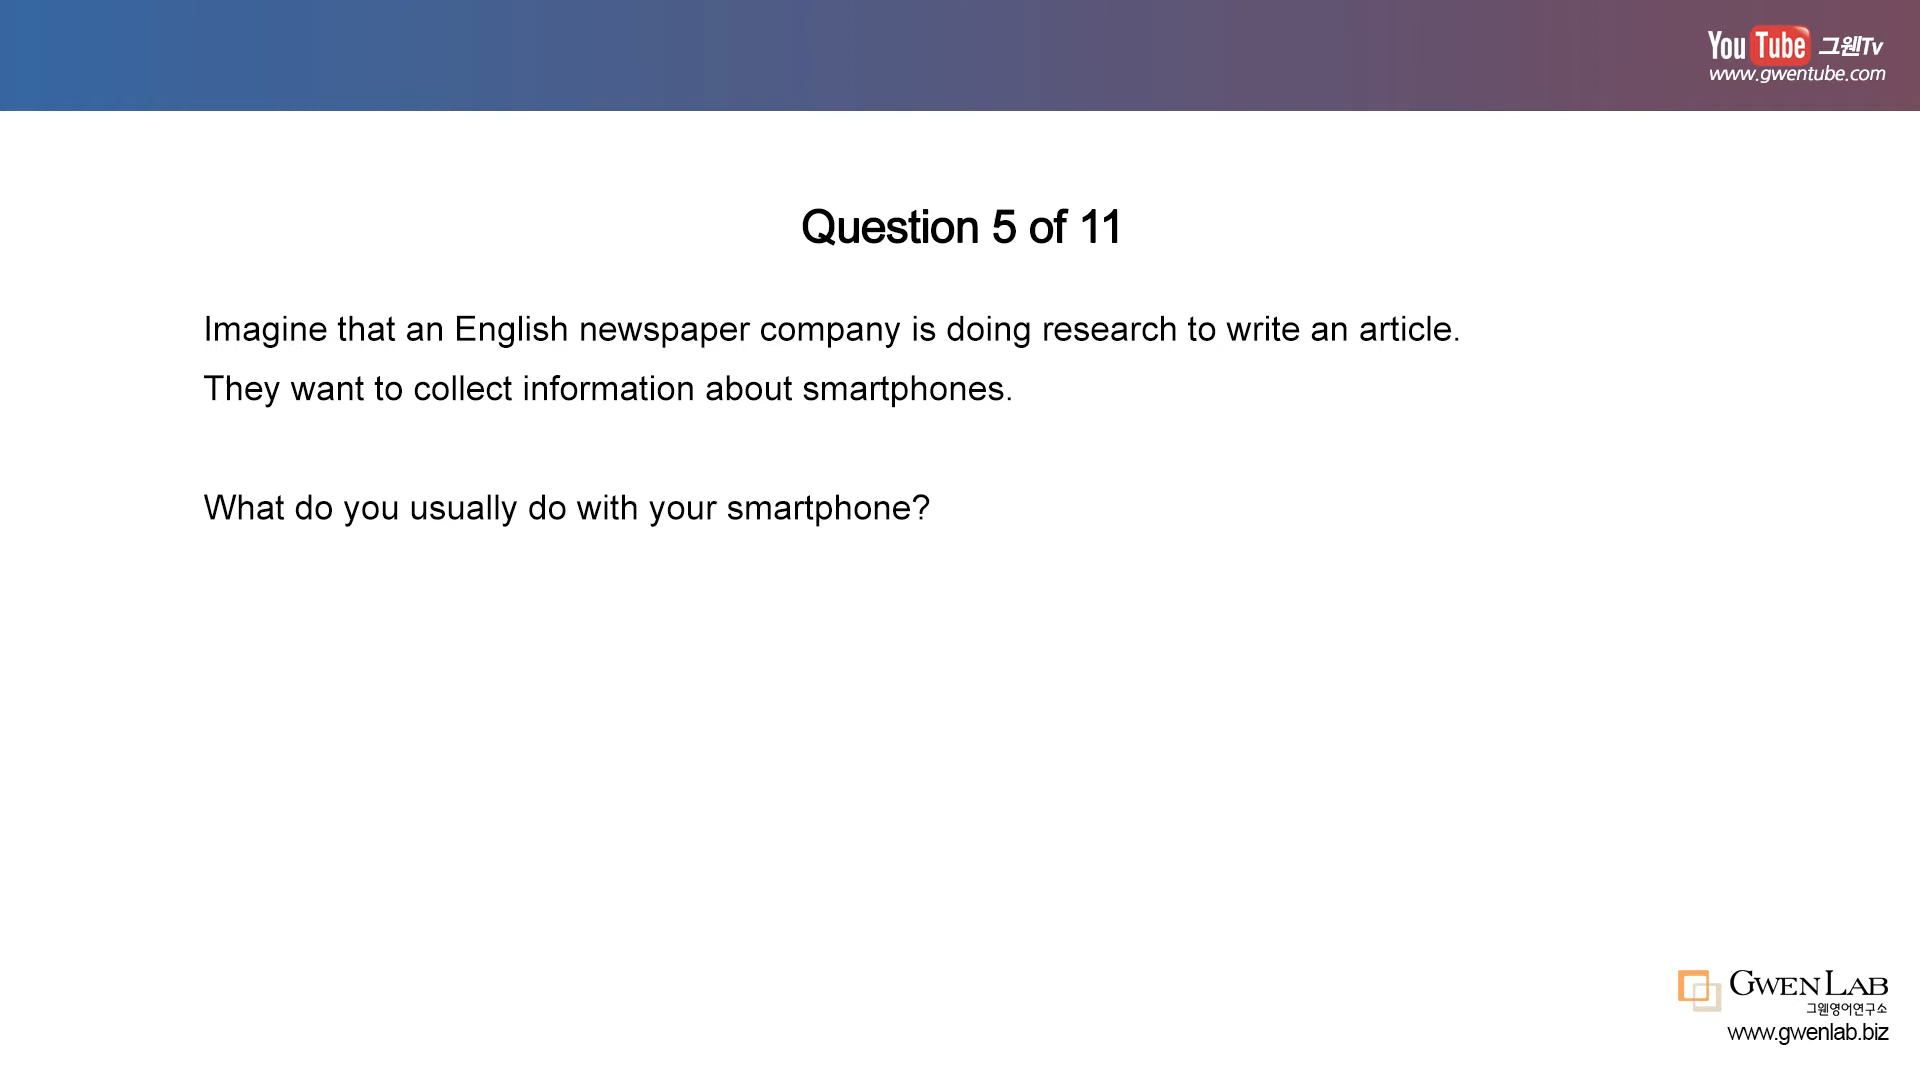 You Tube 그웬Tv
www.gwentube.com
Question 5 of 11
Imagine that an English newspaper company is doing research to write an article.
They want to collect information about smartphones.
What do you usually do with your smartphone?
GWEN LAB
그웬영어연구소
www.gwenlab.biz